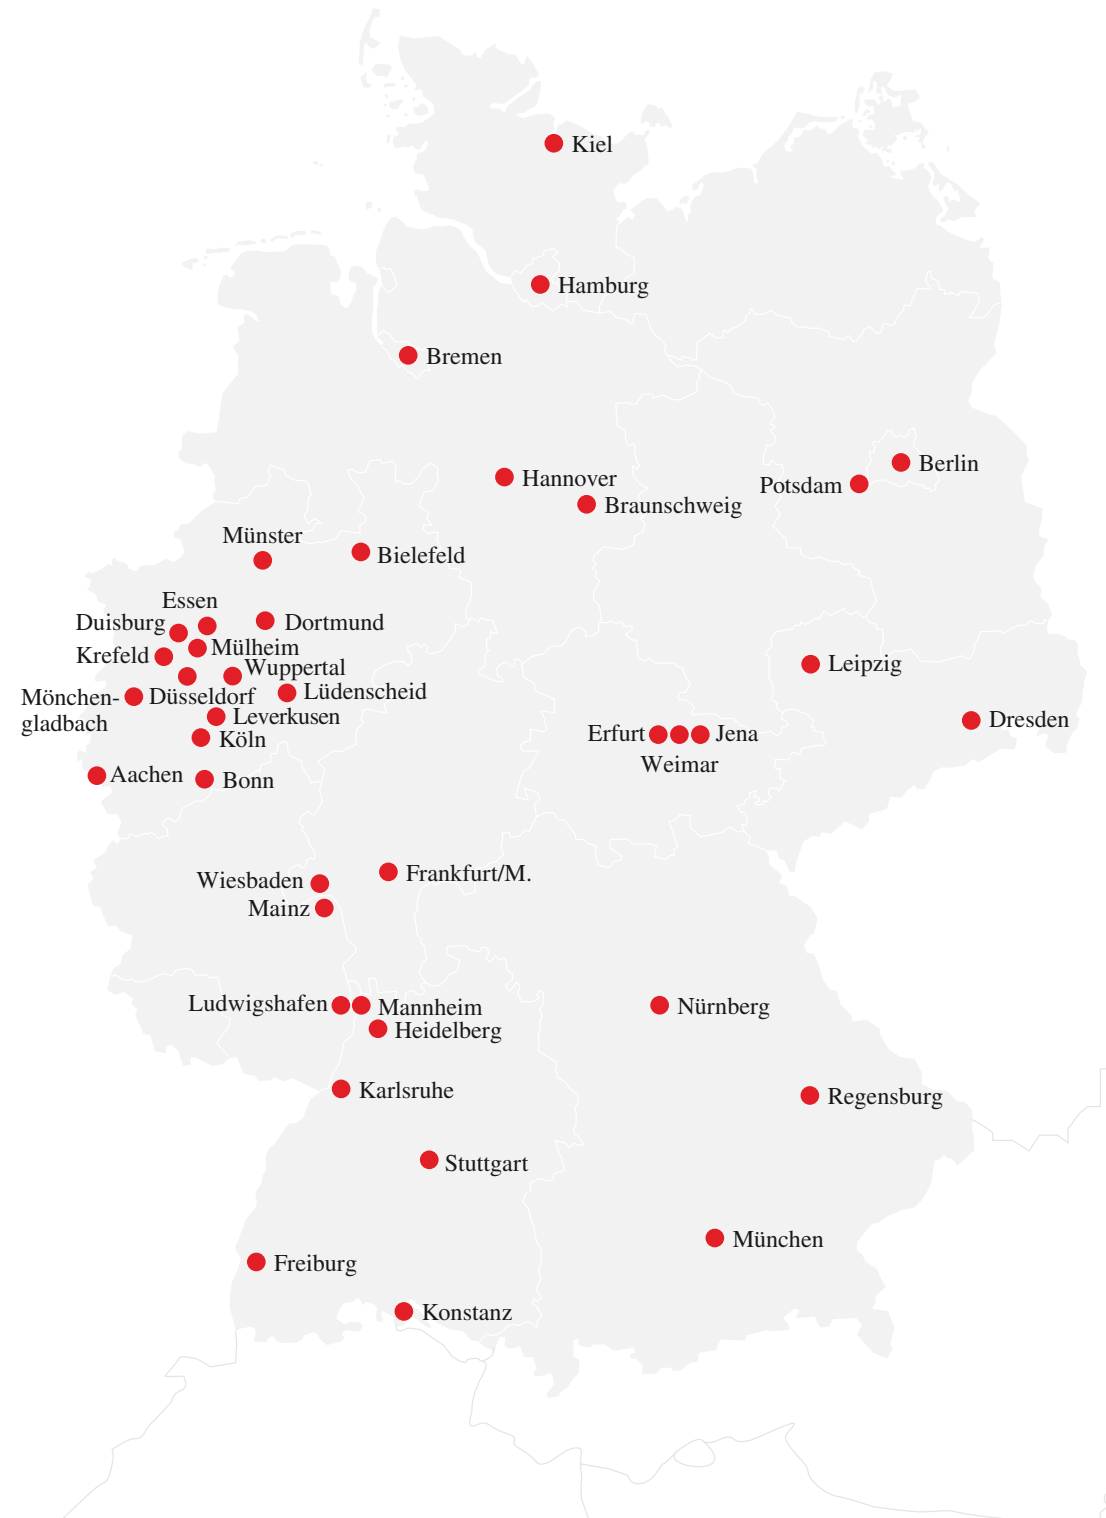 Kiel
Hamburg
Bremen
Berlin
Hannover
Potsdam
Braunschweig
Münster
Bielefeld
Essen
Duisburg
Dortmund
Mülheim
Krefeld
Wuppertal
Leipzig
Lüdenscheid
Mönchen-
gladbach
Düsseldorf
Leverkusen
Dresden
Köln
Erfurt
Jena
Weimar
Aachen
Bonn
Frankfurt/M.
Wiesbaden
Mainz
Ludwigshafen
Mannheim
Nürnberg
Heidelberg
Karlsruhe
Regensburg
Stuttgart
München
Freiburg
Konstanz